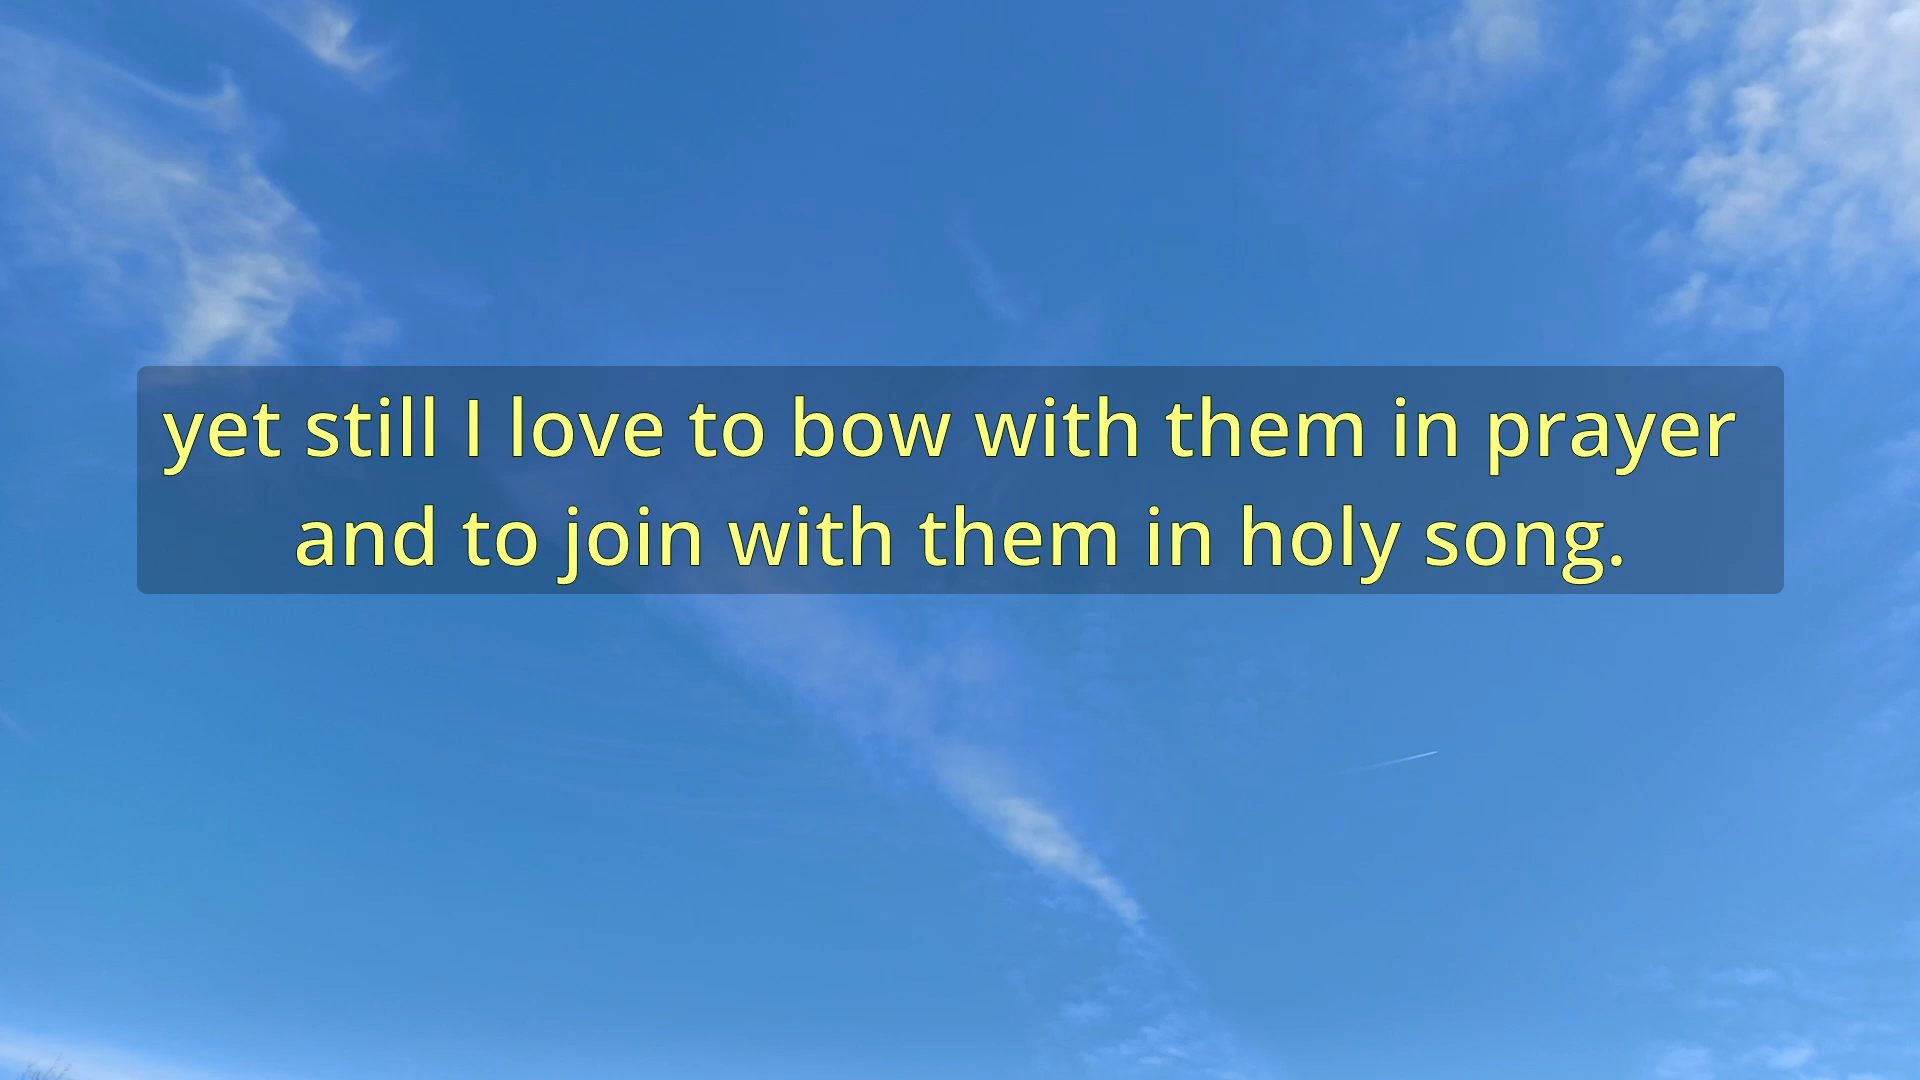 yet still I love to bow with them in prayer
and to join with them in holy song.